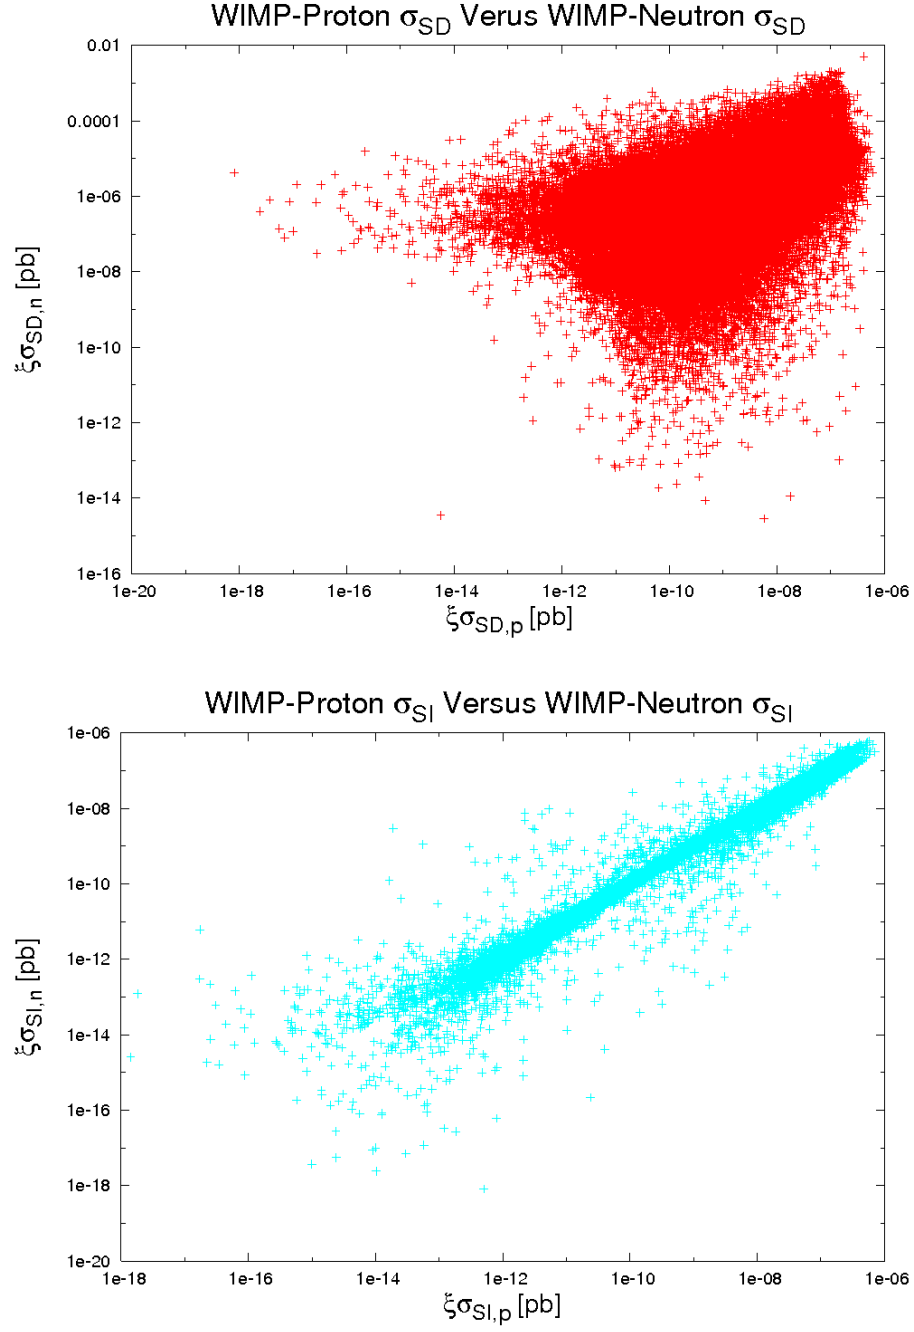 WIMP-Proton σSD Verus WIMP-Neutron σSD
0.01
0.0001
1e-06
1e-08
1e-10
1e-12
1e-14
1e-16
ξσSD,n [pb]
1e-20 1e-18 1e-16 1e-14 1e-12 1e-10 1e-08 1e-06
ξσSD,p [pb]
WIMP-Proton σSI Versus WIMP-Neutron σSI
1e-06
1e-08
1e-10
1e-12
1e-14
1e-16
1e-18
1e-20
ξσSI,n [pb]
1e-18 1e-16 1e-14 1e-12 1e-10 1e-08 1e-06
ξσSI,p [pb]